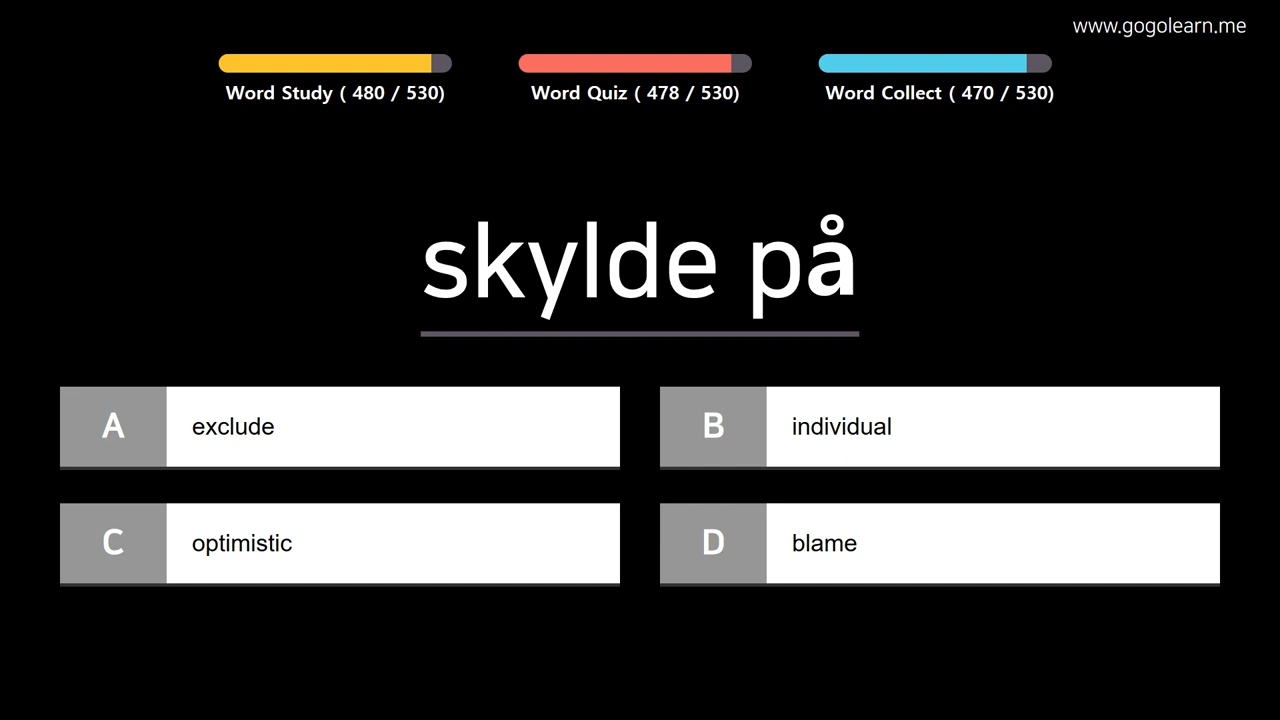 www.gogolearn.me
Word Study ( 480 / 530)
Word Quiz ( 478 / 530)
Word Collect ( 470 / 530)
skylde på
A exclude
B individual
C optimistic
D blame